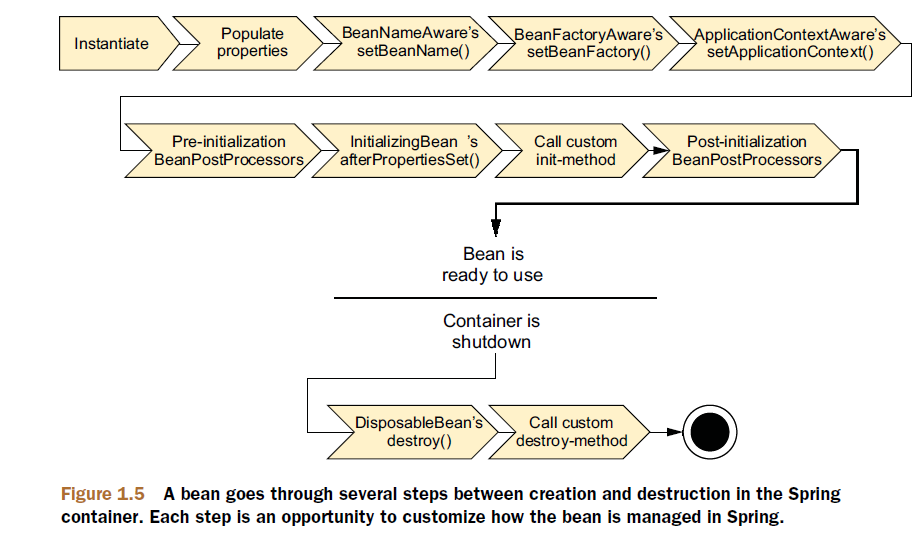 Instantiate
Populate
properties
BeanNameAware's
setBeanName()
BeanFactoryAware's
setBeanFactory()
ApplicationContextAware's
setApplicationContext()
Pre-initialization
BeanPostProcessors
InitializingBean 's
afterPropertiesSet()
Call custom
init-method
Post-initialization
BeanPostProcessors
Bean is
ready to use
Container is
shutdown
DisposableBean's
destroy()
Call custom
destroy-method
Figure 1.5 A bean goes through several steps between creation and destruction in the Spring
container. Each step is an opportunity to customize how the bean is managed in Spring.